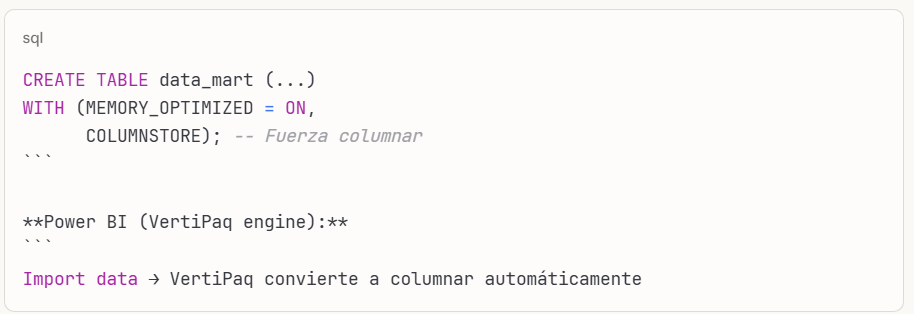 sql
CREATE TABLE data_mart (...)
WITH (MEMORY_OPTIMIZED = ON,
      COLUMNSTORE); -- Fuerza columnar
```
**Power BI (VertiPaq engine):**
```
Import data → VertiPaq convierte a columnar automáticamente